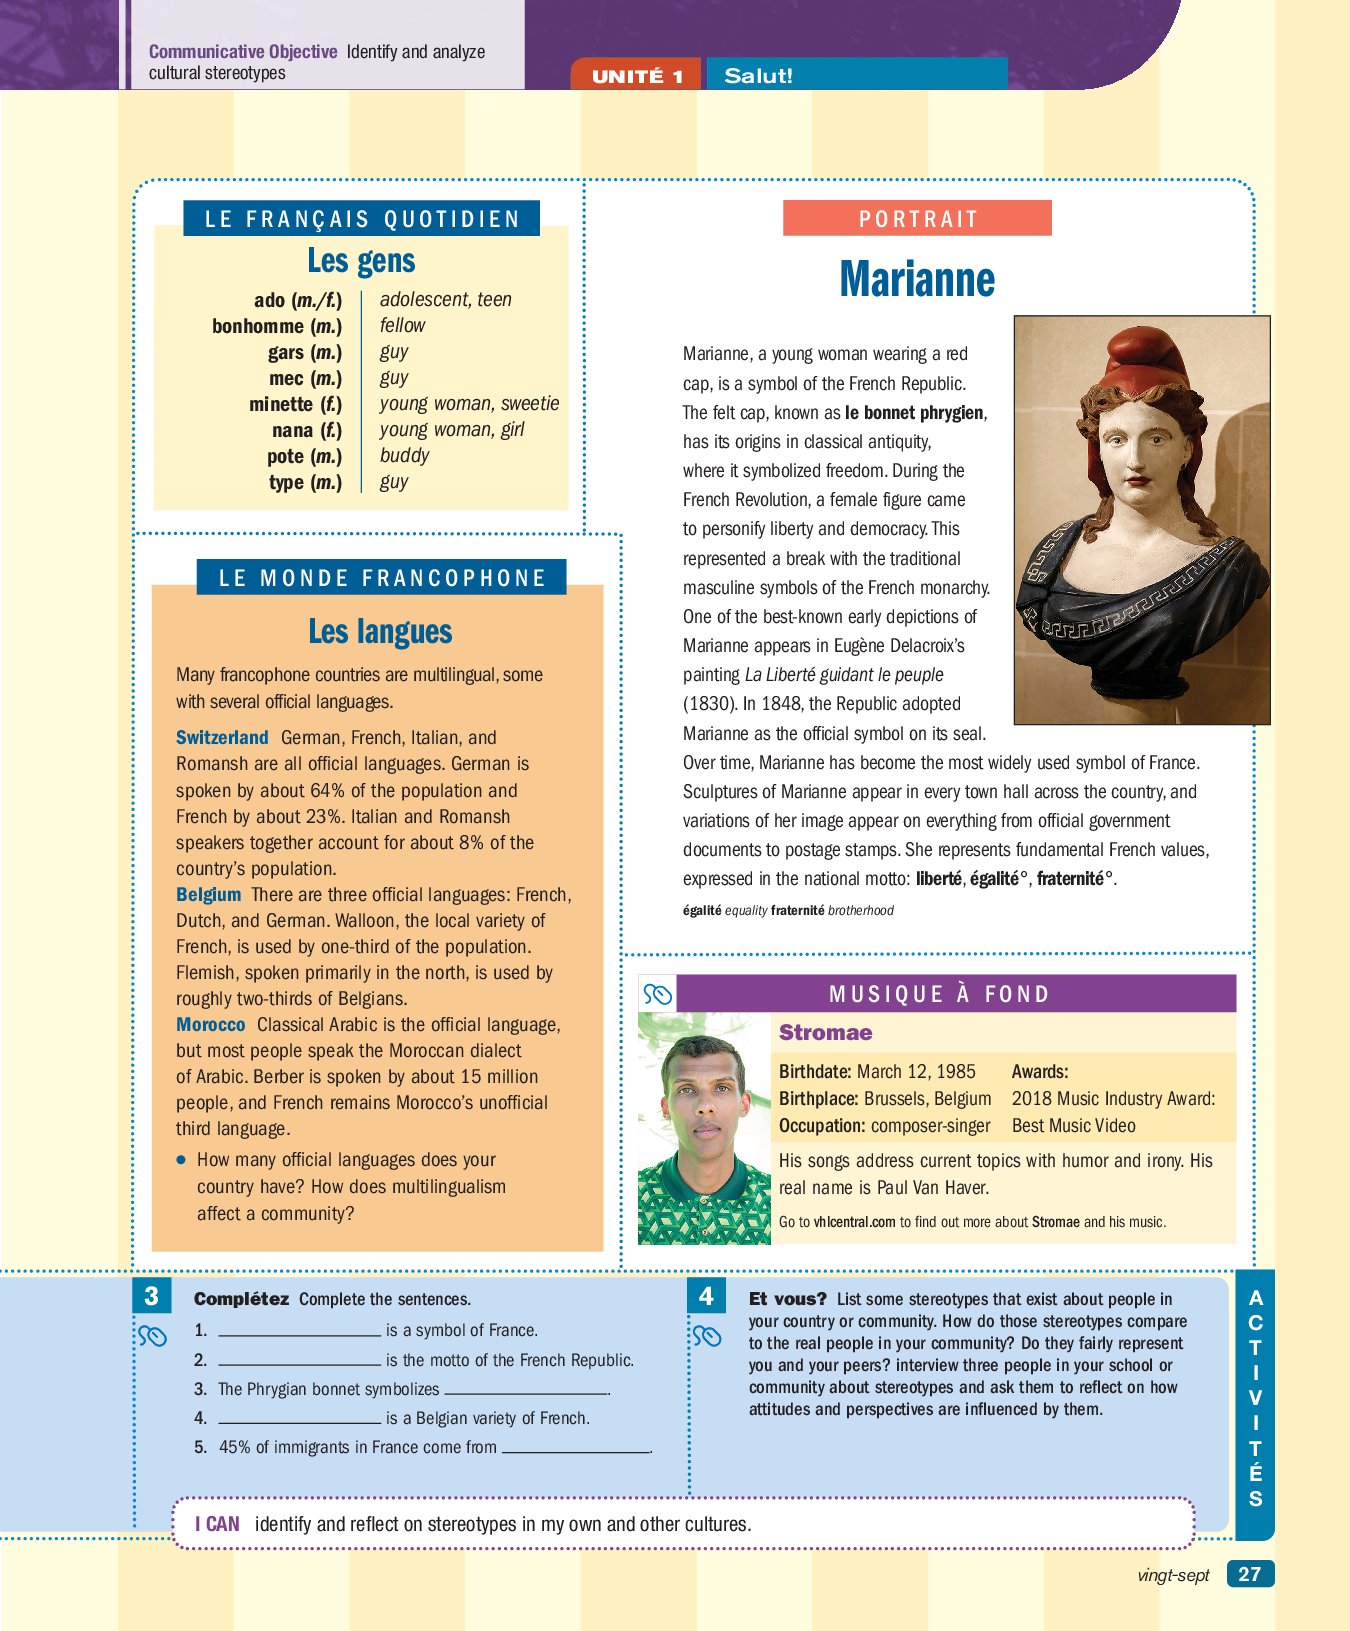 Communicative Objective Identify and analyze
cultural stereotypes
UNITÉ 1 Salut!
LE FRANÇAIS QUOTIDIEN
Les gens
ado (m./f.) adolescent, teen
bonhomme (m.) fellow
gars (m.) guy
mec (m.) guy
minette (f.) young woman, sweetie
nana (f.) young woman, girl
pote (m.) buddy
type (m.) guy
LE MONDE FRANCOPHONE
Les langues
Many francophone countries are multilingual, some
with several official languages.
Switzerland German, French, Italian, and
Romansh are all official languages. German is
spoken by about 64% of the population and
French by about 23%. Italian and Romansh
speakers together account for about 8% of the
country's population.
Belgium There are three official languages: French,
Dutch, and German. Walloon, the local variety of
French, is used by one-third of the population.
Flemish, spoken primarily in the north, is used by
roughly two-thirds of Belgians.
Morocco Classical Arabic is the official language,
but most people speak the Moroccan dialect
of Arabic. Berber is spoken by about 15 million
people, and French remains Morocco's unofficial
third language.
• How many official languages does your
country have? How does multilingualism
affect a community?
PORTRAIT
Marianne
Marianne, a young woman wearing a red
cap, is a symbol of the French Republic.
The felt cap, known as le bonnet phrygien,
has its origins in classical antiquity,
where it symbolized freedom. During the
French Revolution, a female figure came
to personify liberty and democracy. This
represented a break with the traditional
masculine symbols of the French monarchy.
One of the best-known early depictions of
Marianne appears in Eugène Delacroix's
painting La Liberté guidant le peuple
(1830). In 1848, the Republic adopted
Marianne as the official symbol on its seal.
Over time, Marianne has become the most widely used symbol of France.
Sculptures of Marianne appear in every town hall across the country, and
variations of her image appear on everything from official government
documents to postage stamps. She represents fundamental French values,
expressed in the national motto: liberté, égalité°, fraternité°.
égalité equality fraternité brotherhood
MUSIQUE À FOND
Stromae
Birthdate: March 12, 1985
Birthplace: Brussels, Belgium
Occupation: composer-singer
Awards:
2018 Music Industry Award:
Best Music Video
His songs address current topics with humor and irony. His
real name is Paul Van Haver.
Go to vhlcentral.com to find out more about Stromae and his music.
3 Complétez Complete the sentences.
1. ________________ is a symbol of France.
2. ________________ is the motto of the French Republic.
3. The Phrygian bonnet symbolizes ________________.
4. ________________ is a Belgian variety of French.
5. 45% of immigrants in France come from ________________.
4 Et vous? List some stereotypes that exist about people in
your country or community. How do those stereotypes compare
to the real people in your community? Do they fairly represent
you and your peers? interview three people in your school or
community about stereotypes and ask them to reflect on how
attitudes and perspectives are influenced by them.
ACTIVITÉS
I CAN identify and reflect on stereotypes in my own and other cultures.
vingt-sept 27